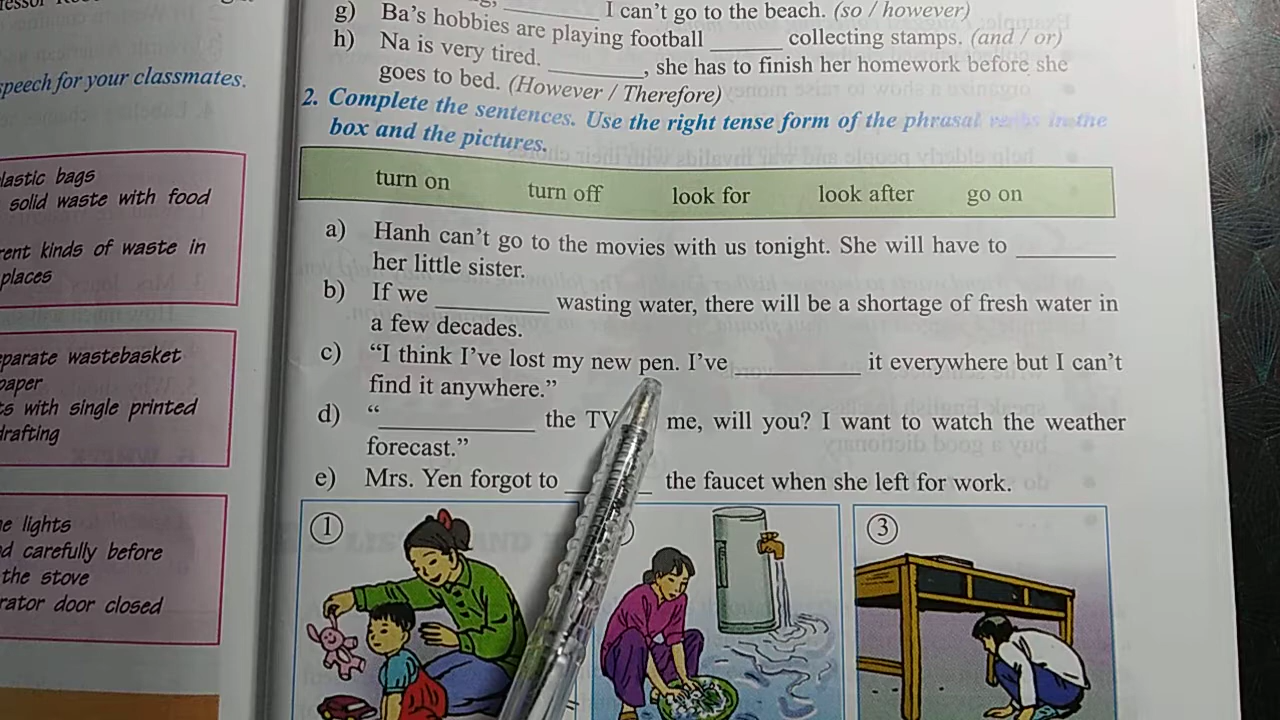 speech for your classmates.
lastic bags
solid waste with food
rent kinds of waste in
places
eparate wastebasket
paper
ts with single printed
drafting
e lights
d carefully before
the stove
rator door closed
I can't go to the beach. (so / however)
g) Ba's hobbies are playing football ______ collecting stamps. (and / or)
h) Na is very tired. ________, she has to finish her homework before she
goes to bed. (However / Therefore)
2. Complete the sentences. Use the right tense form of the phrasal verbs in the
box and the pictures.
turn on turn off look for look after go on
a) Hanh can't go to the movies with us tonight. She will have to ________
her little sister.
b) If we _________ wasting water, there will be a shortage of fresh water in
a few decades.
c) “I think I've lost my new pen. I've __________ it everywhere but I can't
find it anywhere.”
d) “ _____________ the TV me, will you? I want to watch the weather
forecast.”
e) Mrs. Yen forgot to _______ the faucet when she left for work.
1
3